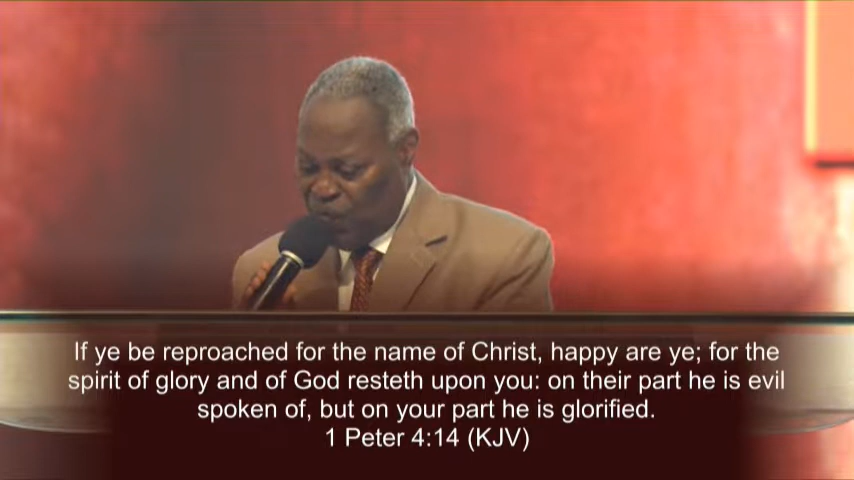 If ye be reproached for the name of Christ, happy are ye; for the
spirit of glory and of God resteth upon you: on their part he is evil
spoken of, but on your part he is glorified.
1 Peter 4:14 (KJV)